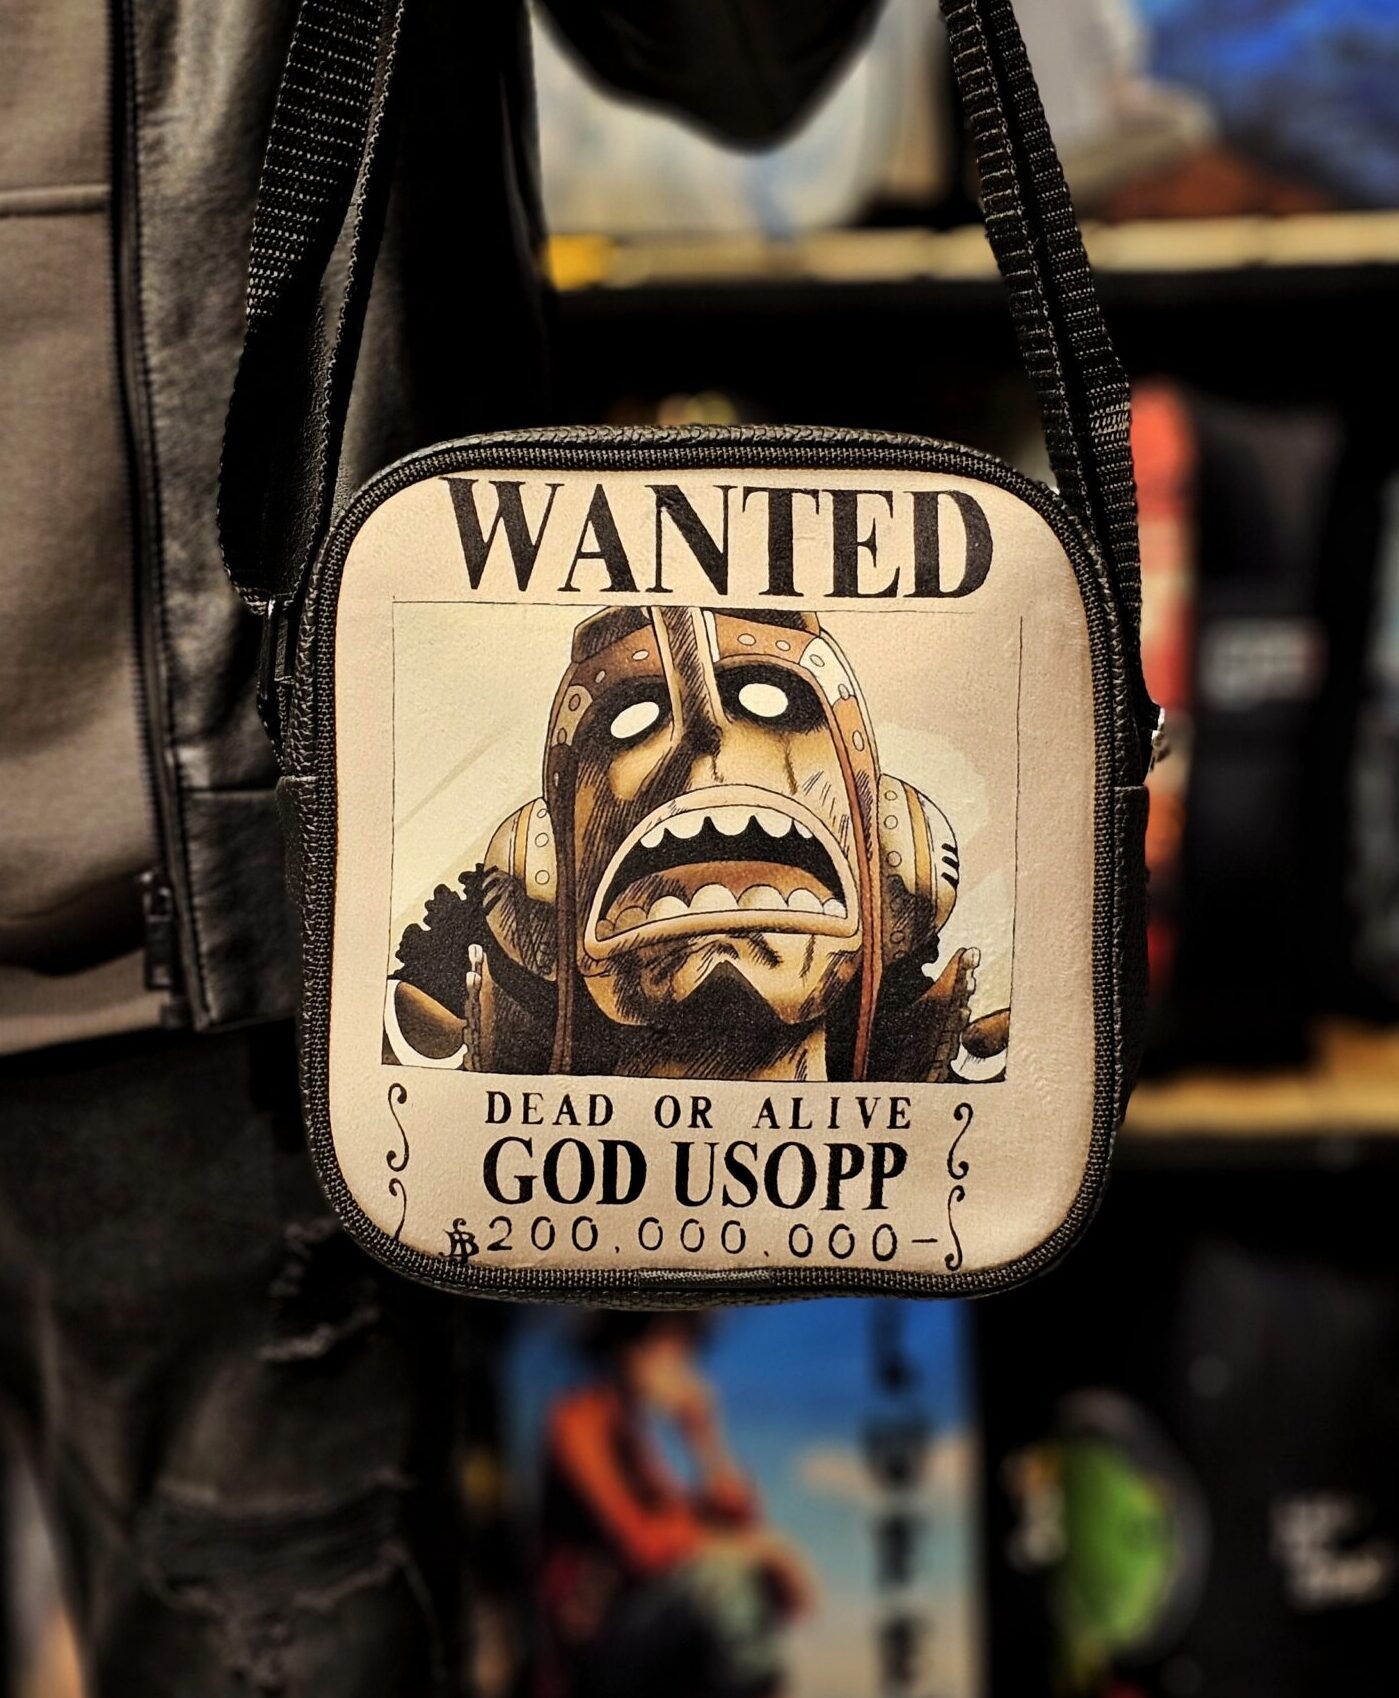 WANTED
DEAD OR ALIVE
GOD USOPP
฿200,000,000-